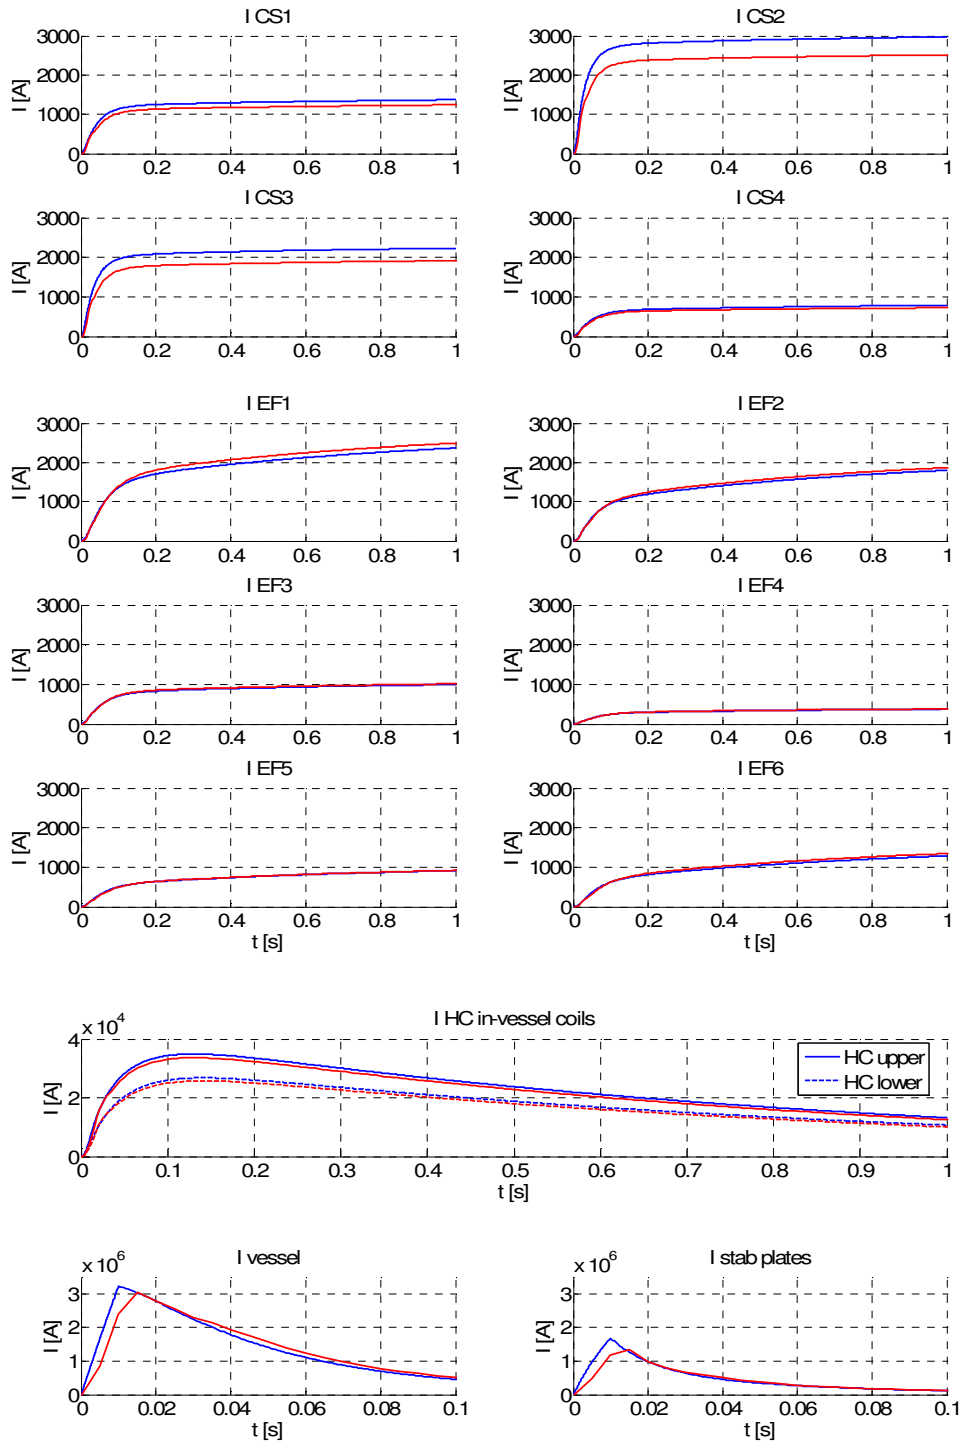 I CS1
I CS2
3000
2000
1000
0
I [A]
0 0.2 0.4 0.6 0.8 1
3000
2000
1000
0
I [A]
0 0.2 0.4 0.6 0.8 1
I CS3
I CS4
3000
2000
1000
0
I [A]
0 0.2 0.4 0.6 0.8 1
3000
2000
1000
0
I [A]
0 0.2 0.4 0.6 0.8 1
I EF1
I EF2
3000
2000
1000
0
I [A]
0 0.2 0.4 0.6 0.8 1
3000
2000
1000
0
I [A]
0 0.2 0.4 0.6 0.8 1
I EF3
I EF4
3000
2000
1000
0
I [A]
0 0.2 0.4 0.6 0.8 1
3000
2000
1000
0
I [A]
0 0.2 0.4 0.6 0.8 1
I EF5
I EF6
3000
2000
1000
0
I [A]
0 0.2 0.4 0.6 0.8 1
t [s]
3000
2000
1000
0
I [A]
0 0.2 0.4 0.6 0.8 1
t [s]
x 10^4
I HC in-vessel coils
4
2
0
I [A]
HC upper
HC lower
0 0.1 0.2 0.3 0.4 0.5 0.6 0.7 0.8 0.9 1
t [s]
x 10^6
I vessel
3
2
1
0
I [A]
0 0.02 0.04 0.06 0.08 0.1
t [s]
x 10^6
I stab plates
3
2
1
0
I [A]
0 0.02 0.04 0.06 0.08 0.1
t [s]